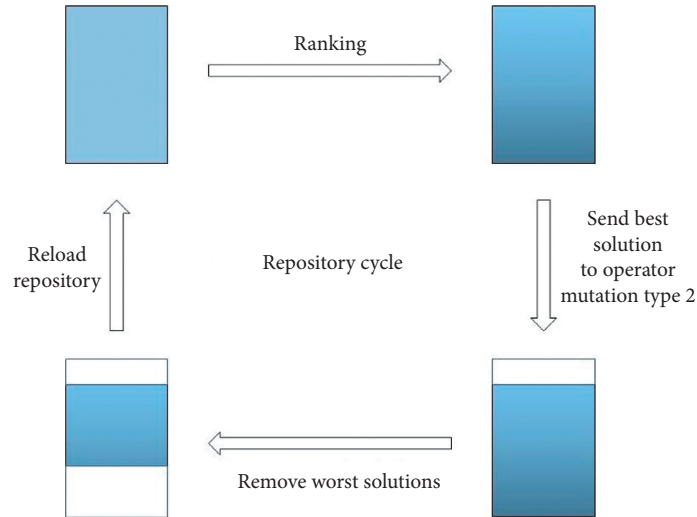 Ranking
Send best
solution
to operator
mutation type 2
Reload
repository
Repository cycle
Remove worst solutions